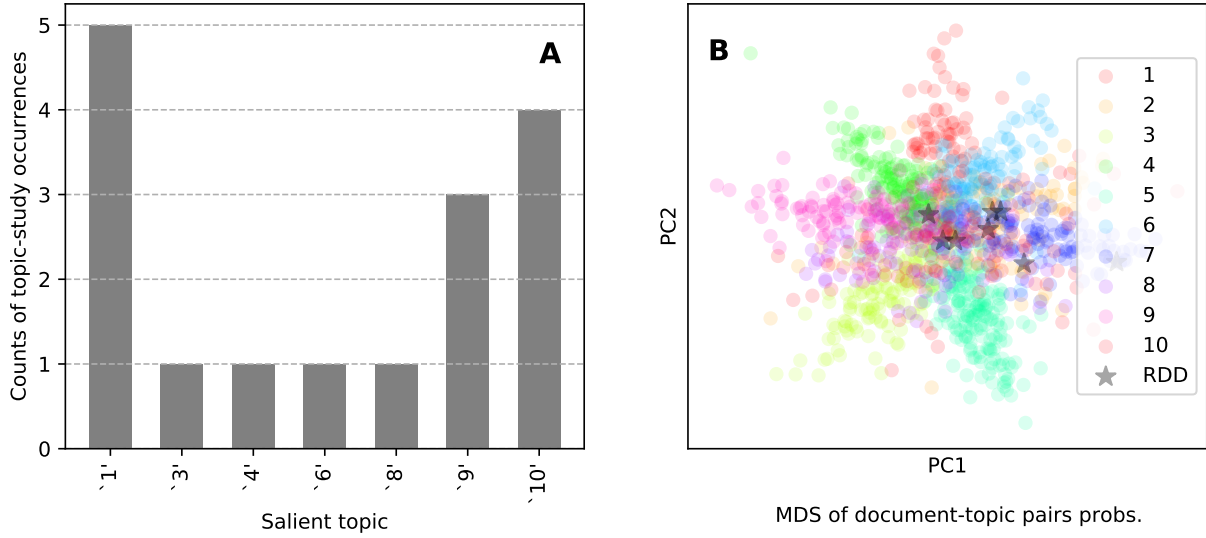 A
Counts of topic-study occurrences
5
4
3
2
1
0
`1'
`3'
`4'
`6'
`8'
`9'
`10'
Salient topic
B
PC2
1
2
3
4
5
6
7
8
9
10
RDD
PC1
MDS of document-topic pairs probs.